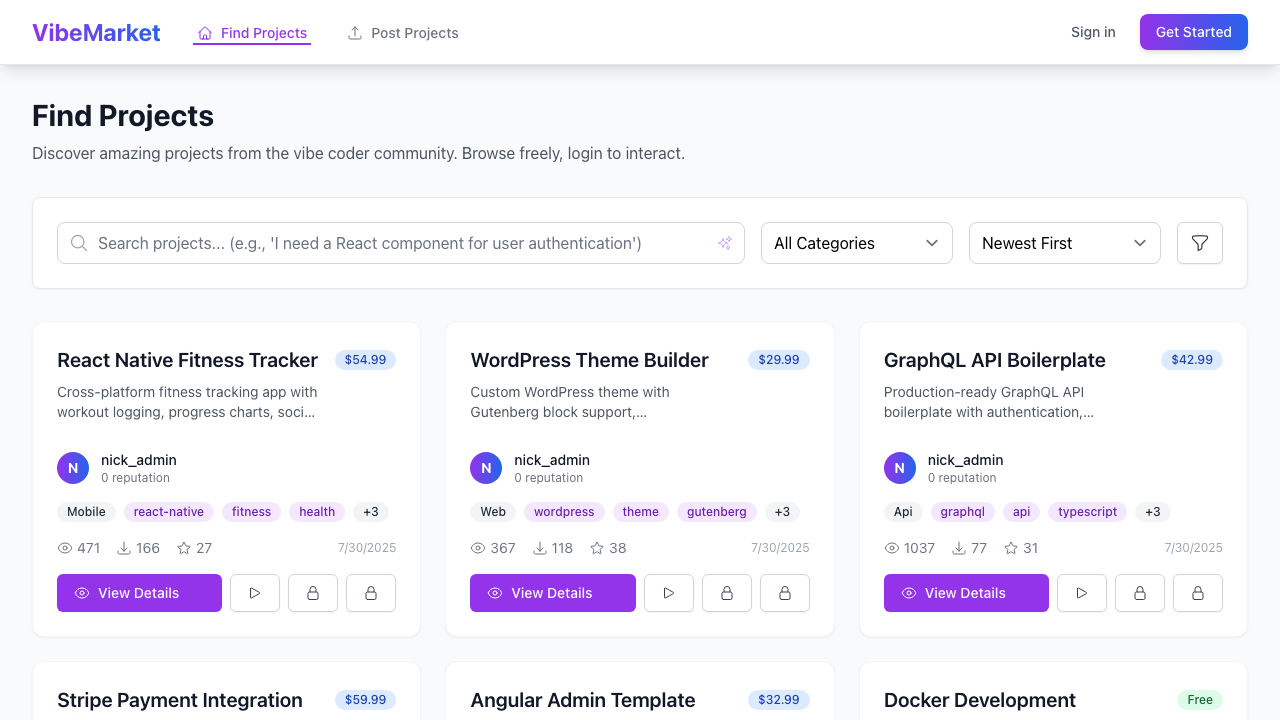 VibeMarket
Find Projects
Post Projects
Sign in
Get Started
Find Projects
Discover amazing projects from the vibe coder community. Browse freely, login to interact.
Search projects... (e.g., 'I need a React component for user authentication')
All Categories
Newest First
React Native Fitness Tracker
$54.99
Cross-platform fitness tracking app with
workout logging, progress charts, soci...
N
nick_admin
0 reputation
Mobile
react-native
fitness
health
+3
471
166
27
7/30/2025
View Details
WordPress Theme Builder
$29.99
Custom WordPress theme with
Gutenberg block support,...
N
nick_admin
0 reputation
Web
wordpress
theme
gutenberg
+3
367
118
38
7/30/2025
View Details
GraphQL API Boilerplate
$42.99
Production-ready GraphQL API
boilerplate with authentication,...
N
nick_admin
0 reputation
Api
graphql
api
typescript
+3
1037
77
31
7/30/2025
View Details
Stripe Payment Integration
$59.99
Angular Admin Template
$32.99
Docker Development
Free